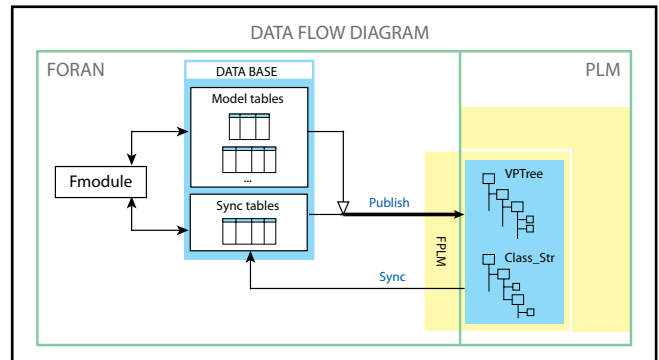 DATA FLOW DIAGRAM
FORAN
PLM
DATA BASE
Model tables
...
Fmodule
Sync tables
Publish
Sync
FPLM
VPTree
Class_Str